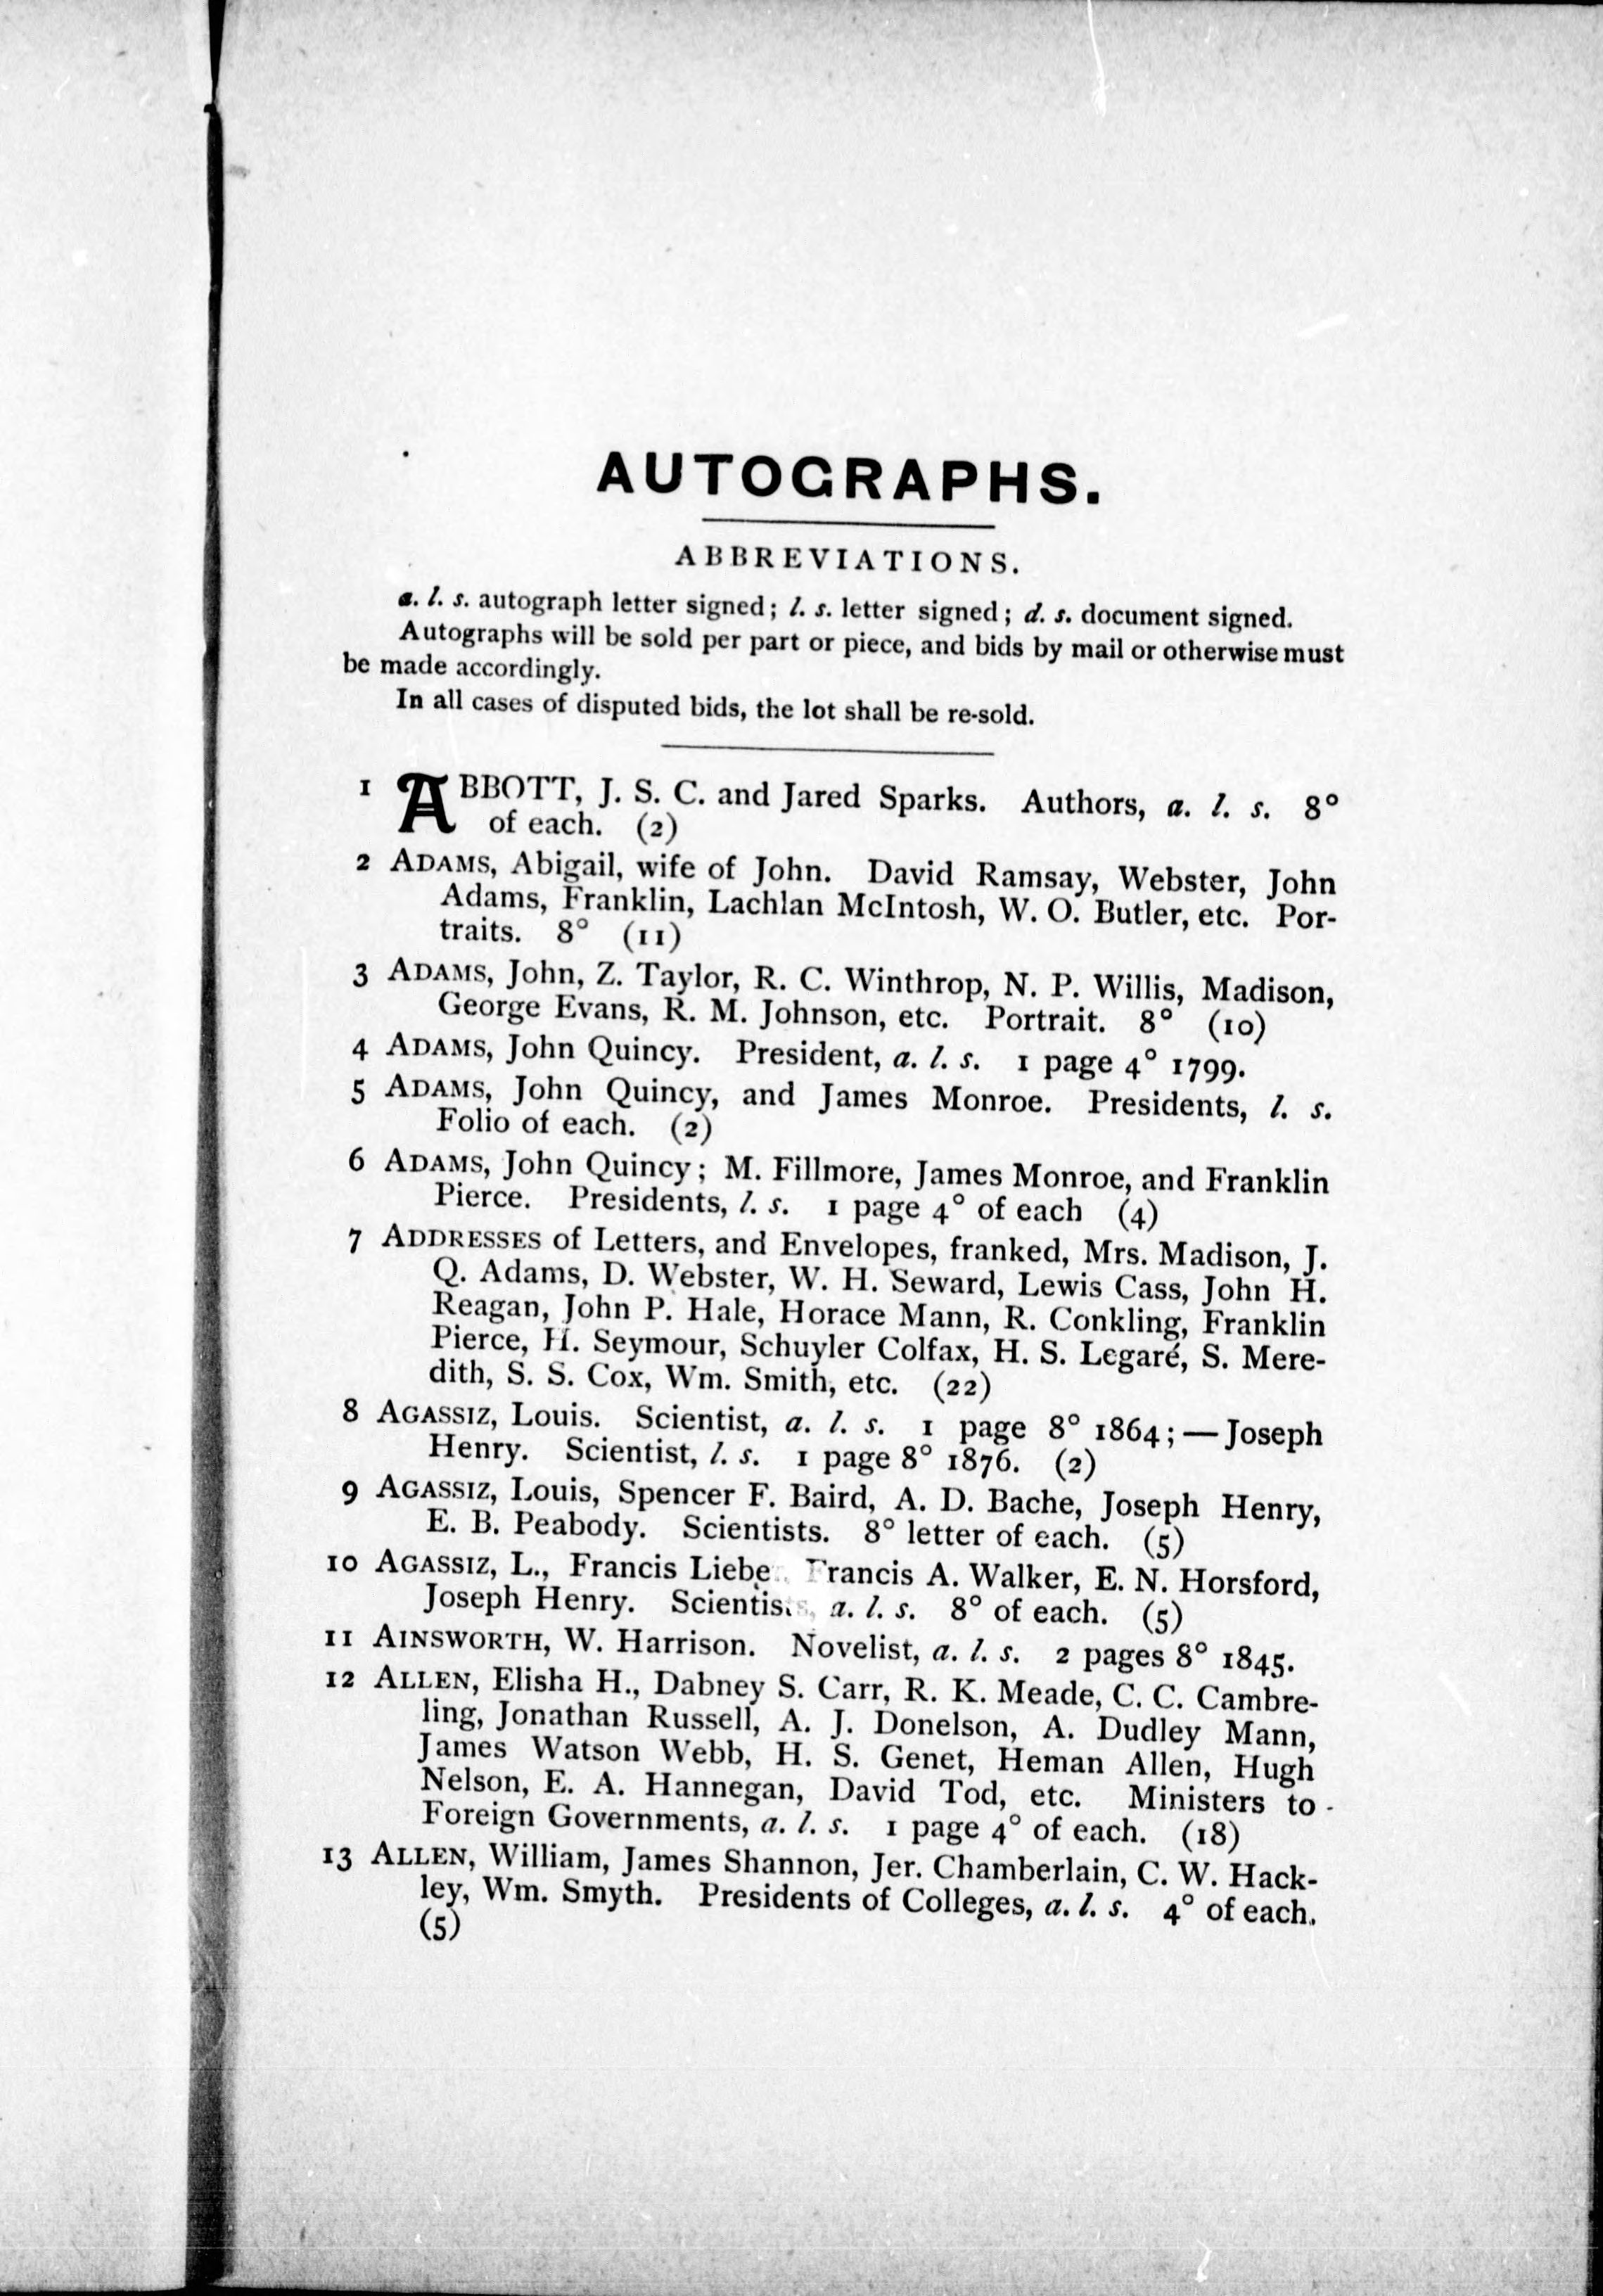 AUTOGRAPHS.
ABBREVIATIONS.
a. l. s. autograph letter signed; l. s. letter signed; d. s. document signed.
Autographs will be sold per part or piece, and bids by mail or otherwise must
be made accordingly.
In all cases of disputed bids, the lot shall be re-sold.
1 ABBOTT, J. S. C. and Jared Sparks. Authors, a. l. s. 8°
of each. (2)
2 ADAMS, Abigail, wife of John. David Ramsay, Webster, John
Adams, Franklin, Lachlan McIntosh, W. O. Butler, etc. Por-
traits. 8° (11)
3 ADAMS, John, Z. Taylor, R. C. Winthrop, N. P. Willis, Madison,
George Evans, R. M. Johnson, etc. Portrait. 8° (10)
4 ADAMS, John Quincy. President, a. l. s. 1 page 4° 1799.
5 ADAMS, John Quincy, and James Monroe. Presidents, l. s.
Folio of each. (2)
6 ADAMS, John Quincy; M. Fillmore, James Monroe, and Franklin
Pierce. Presidents, l. s. 1 page 4° of each (4)
7 ADDRESSES of Letters, and Envelopes, franked, Mrs. Madison, J.
Q. Adams, D. Webster, W. H. Seward, Lewis Cass, John H.
Reagan, John P. Hale, Horace Mann, R. Conkling, Franklin
Pierce, H. Seymour, Schuyler Colfax, H. S. Legaré, S. Mere-
dith, S. S. Cox, Wm. Smith, etc. (22)
8 AGASSIZ, Louis. Scientist, a. l. s. 1 page 8° 1864;—Joseph
Henry. Scientist, l. s. 1 page 8° 1876. (2)
9 AGASSIZ, Louis, Spencer F. Baird, A. D. Bache, Joseph Henry,
E. B. Peabody. Scientists. 8° letter of each. (5)
10 AGASSIZ, L., Francis Lieber, Francis A. Walker, E. N. Horsford,
Joseph Henry. Scientists, a. l. s. 8° of each. (5)
11 AINSWORTH, W. Harrison. Novelist, a. l. s. 2 pages 8° 1845.
12 ALLEN, Elisha H., Dabney S. Carr, R. K. Meade, C. C. Cambre-
ling, Jonathan Russell, A. J. Donelson, A. Dudley Mann,
James Watson Webb, H. S. Genet, Heman Allen, Hugh
Nelson, E. A. Hannegan, David Tod, etc. Ministers to
Foreign Governments, a. l. s. 1 page 4° of each. (18)
13 ALLEN, William, James Shannon, Jer. Chamberlain, C. W. Hack-
ley, Wm. Smyth. Presidents of Colleges, a. l. s. 4° of each.
(5)